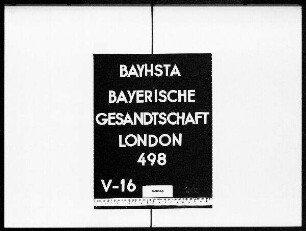 BAYHSTA
BAYERISCHE
GESANDTSCHAFT
LONDON
498
V-16